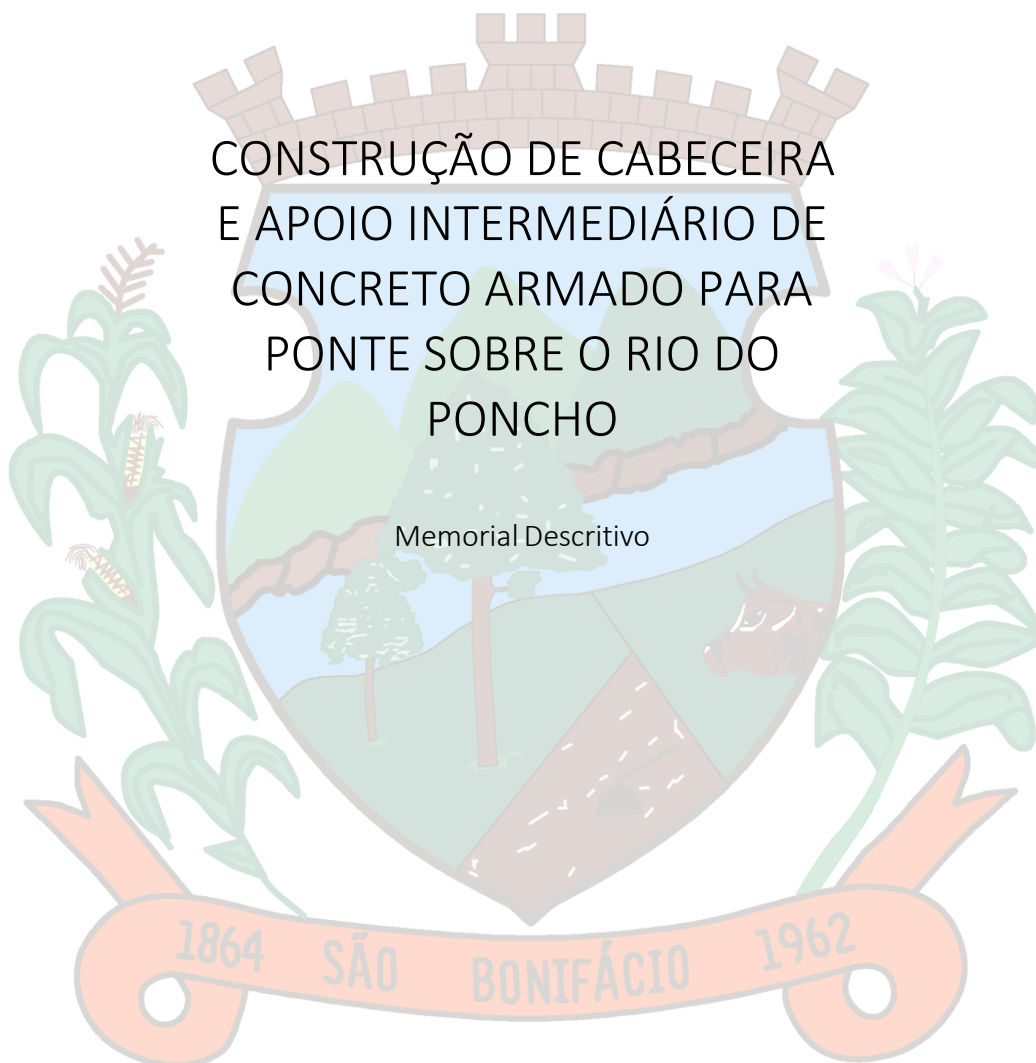 CONSTRUÇÃO DE CABECEIRA
E APOIO INTERMEDIÁRIO DE
CONCRETO ARMADO PARA
PONTE SOBRE O RIO DO
PONCHO
Memorial Descritivo
1864 SÃO BONIFÁCIO 1962